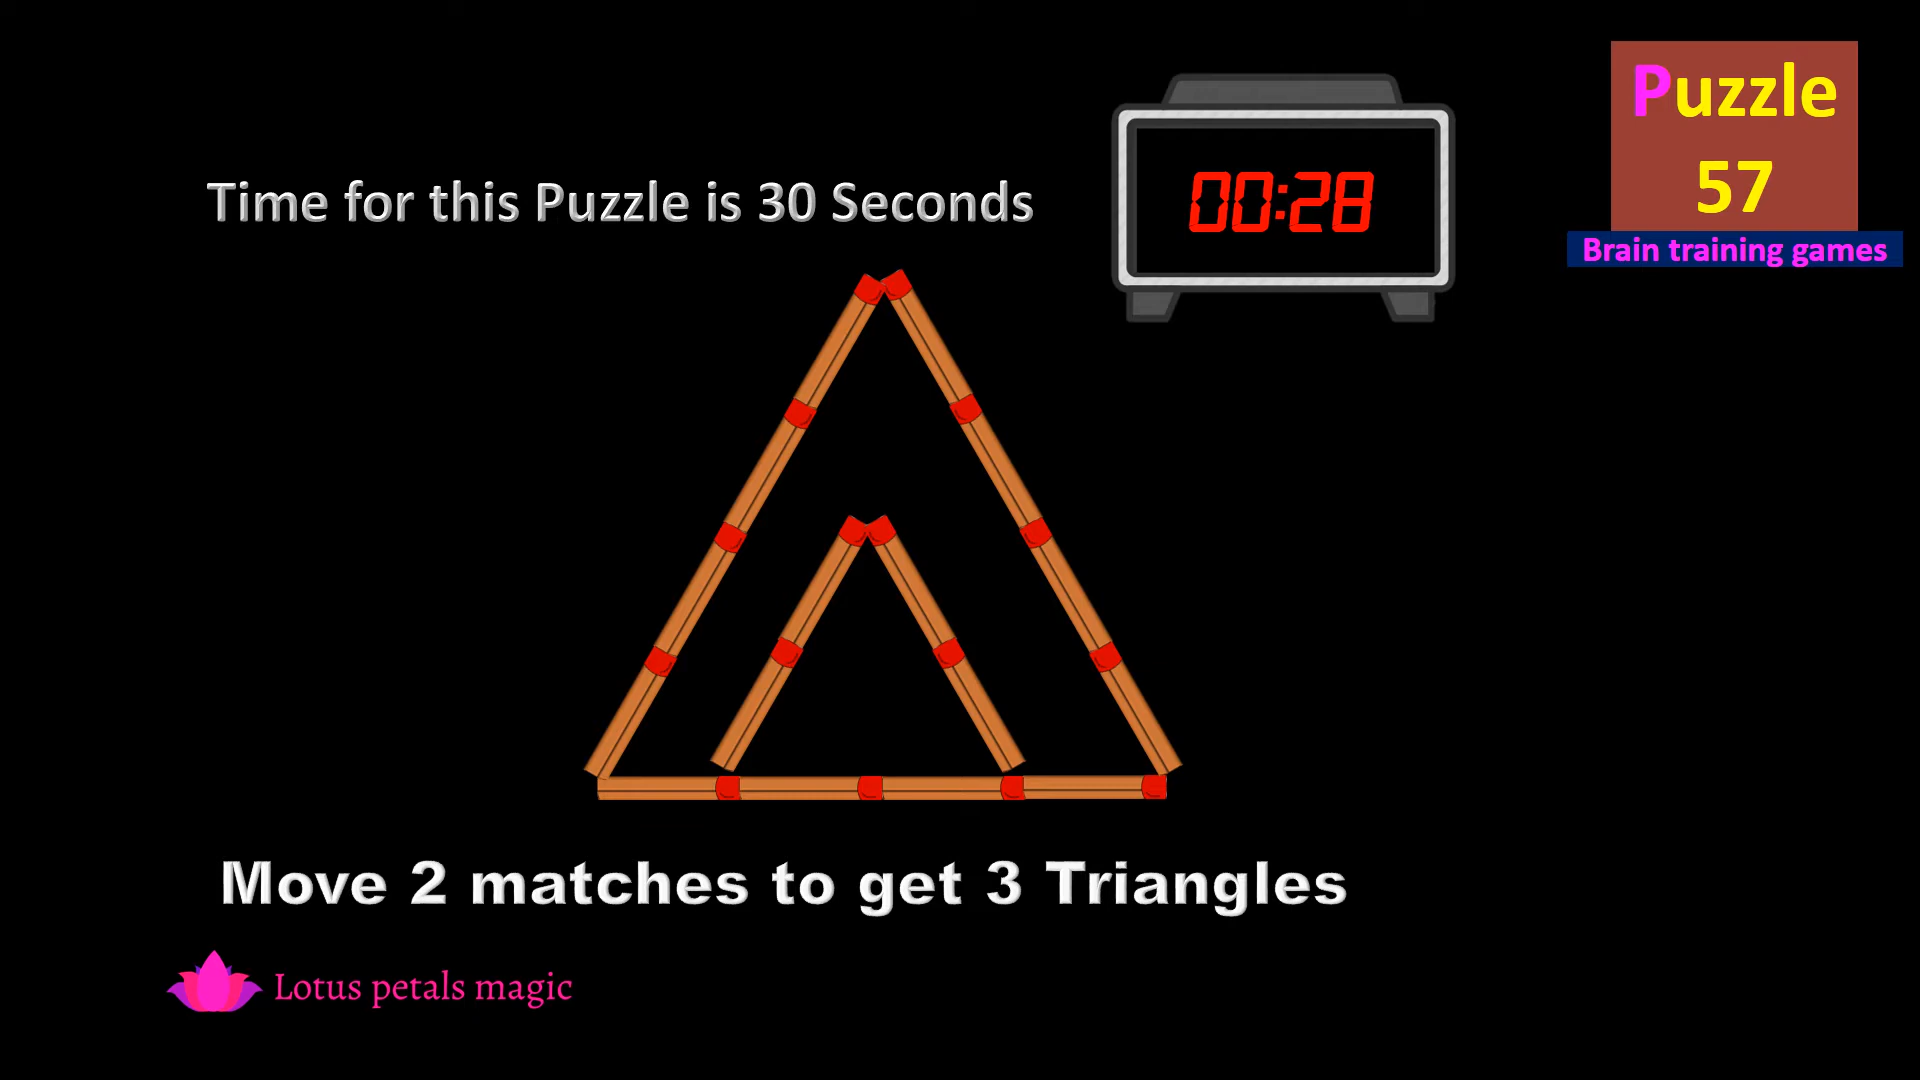 Puzzle
57
Brain training games
Time for this Puzzle is 30 Seconds
00:28
Move 2 matches to get 3 Triangles
Lotus petals magic